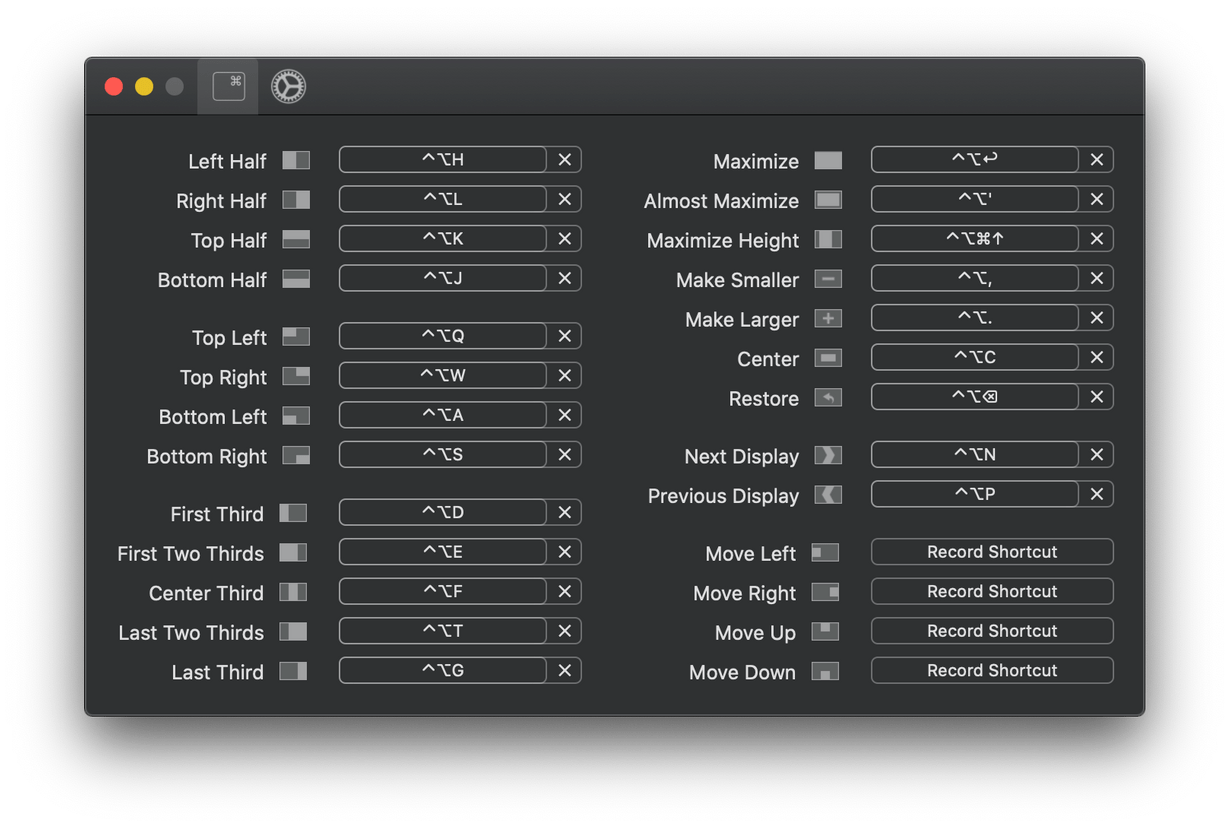 ⌘
Left Half ⌃⌥H ✕
Right Half ⌃⌥L ✕
Top Half ⌃⌥K ✕
Bottom Half ⌃⌥J ✕
Top Left ⌃⌥Q ✕
Top Right ⌃⌥W ✕
Bottom Left ⌃⌥A ✕
Bottom Right ⌃⌥S ✕
First Third ⌃⌥D ✕
First Two Thirds ⌃⌥E ✕
Center Third ⌃⌥F ✕
Last Two Thirds ⌃⌥T ✕
Last Third ⌃⌥G ✕
Maximize ⌃⌥↩ ✕
Almost Maximize ⌃⌥' ✕
Maximize Height ⌃⌥⌘↑ ✕
Make Smaller ⌃⌥, ✕
Make Larger ⌃⌥. ✕
Center ⌃⌥C ✕
Restore ⌃⌥⌫ ✕
Next Display ⌃⌥N ✕
Previous Display ⌃⌥P ✕
Move Left Record Shortcut
Move Right Record Shortcut
Move Up Record Shortcut
Move Down Record Shortcut